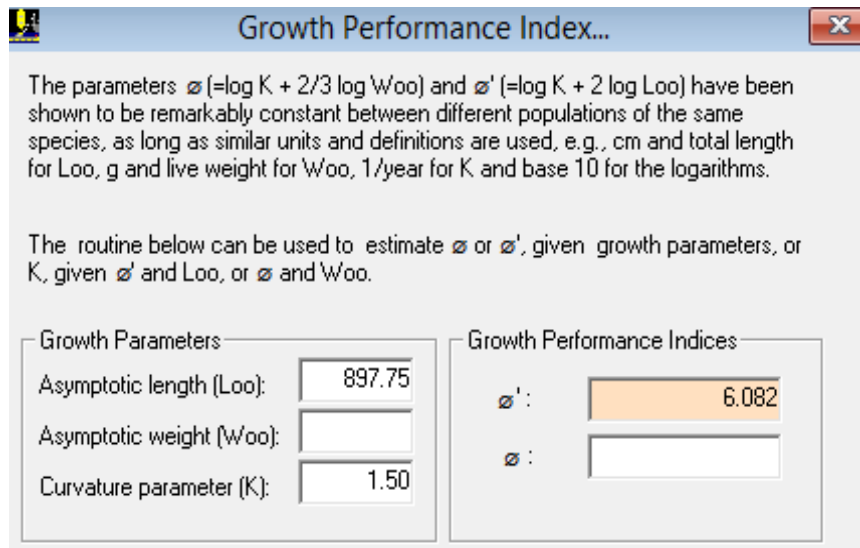 Growth Performance Index...
The parameters ø (=log K + 2/3 log Woo) and ø' (=log K + 2 log Loo) have been
shown to be remarkably constant between different populations of the same
species, as long as similar units and definitions are used, e.g., cm and total length
for Loo, g and live weight for Woo, 1/year for K and base 10 for the logarithms.
The routine below can be used to estimate ø or ø', given growth parameters, or
K, given ø' and Loo, or ø and Woo.
Growth Parameters
Asymptotic length (Loo): 897.75
Asymptotic weight (Woo):
Curvature parameter (K): 1.50
Growth Performance Indices
ø' : 6.082
ø :